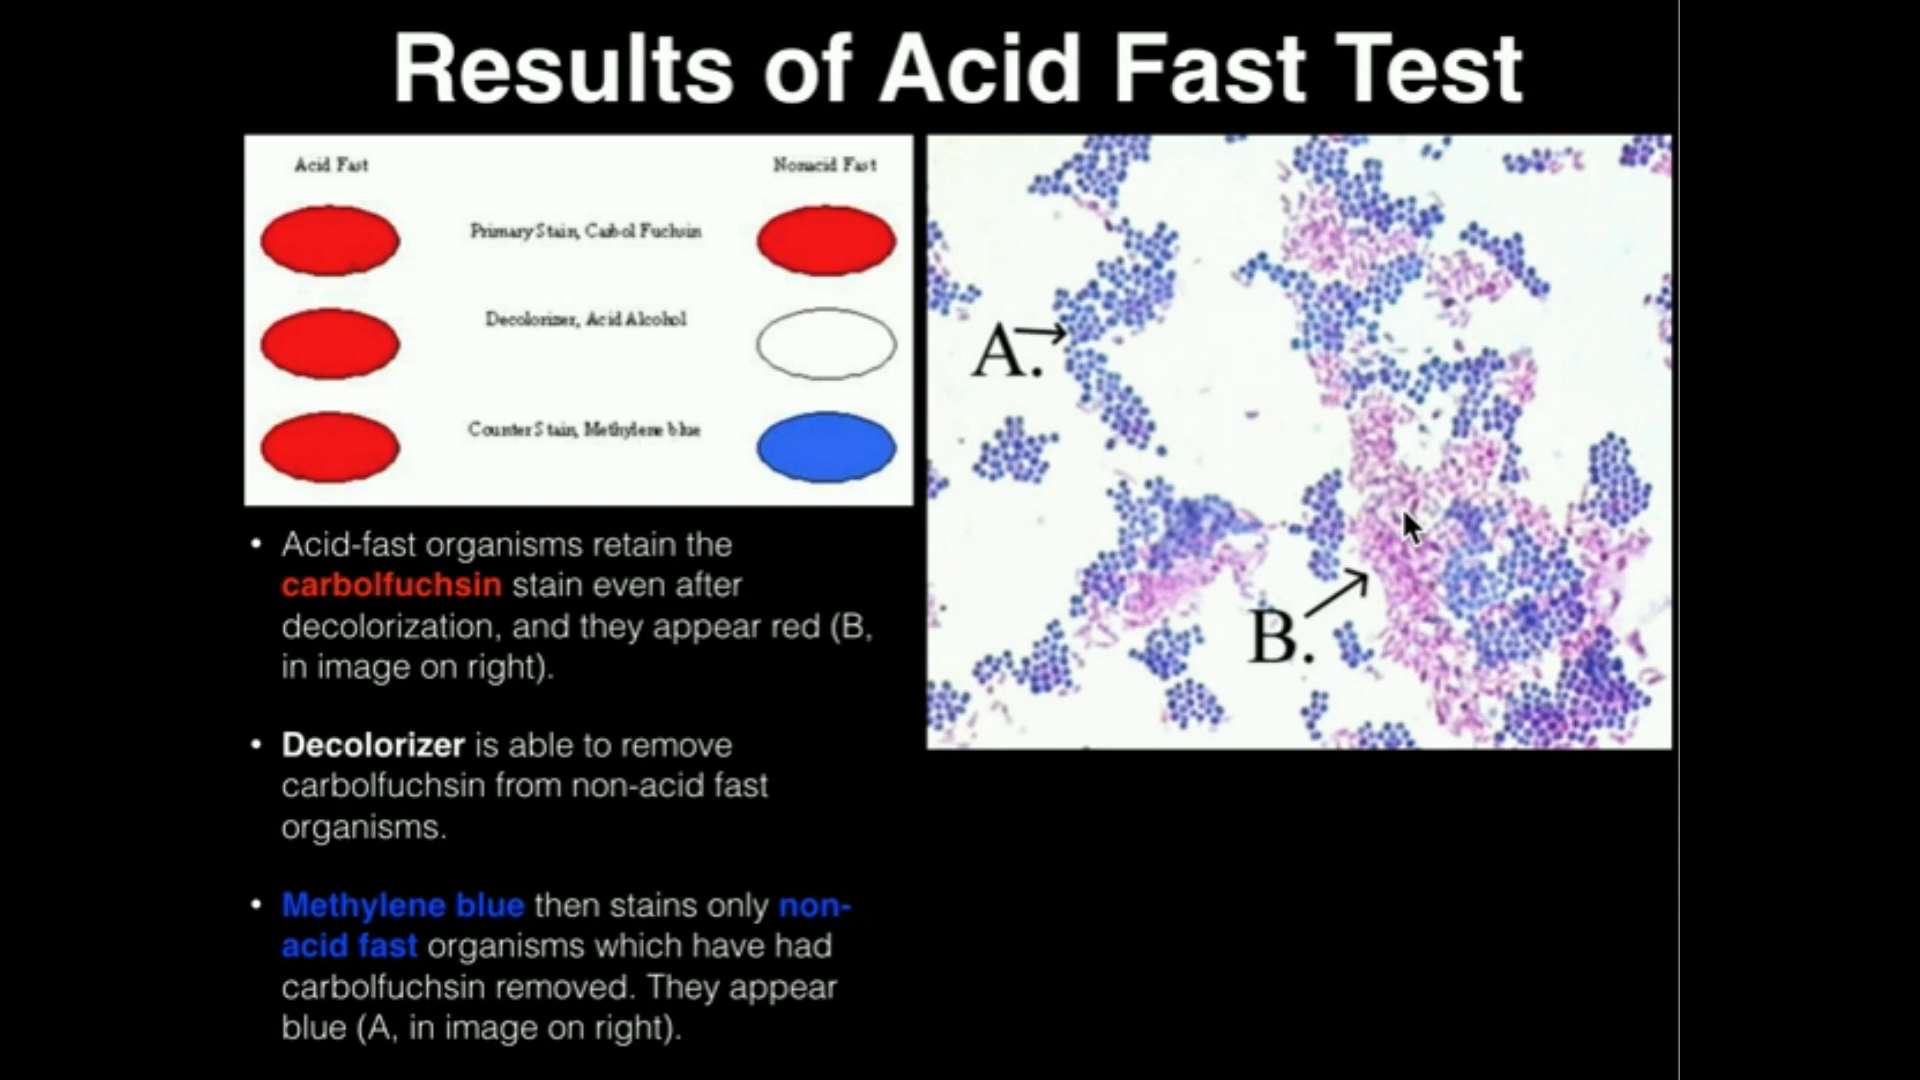 Results of Acid Fast Test
Acid Fast
Nonacid Fast
Primary Stain, Carbol Fuchsin
Decolorizer, Acid Alcohol
Counter Stain, Methylene blue
• Acid-fast organisms retain the
carbolfuchsin stain even after
decolorization, and they appear red (B,
in image on right).
• Decolorizer is able to remove
carbolfuchsin from non-acid fast
organisms.
• Methylene blue then stains only non-
acid fast organisms which have had
carbolfuchsin removed. They appear
blue (A, in image on right).
A.
B.